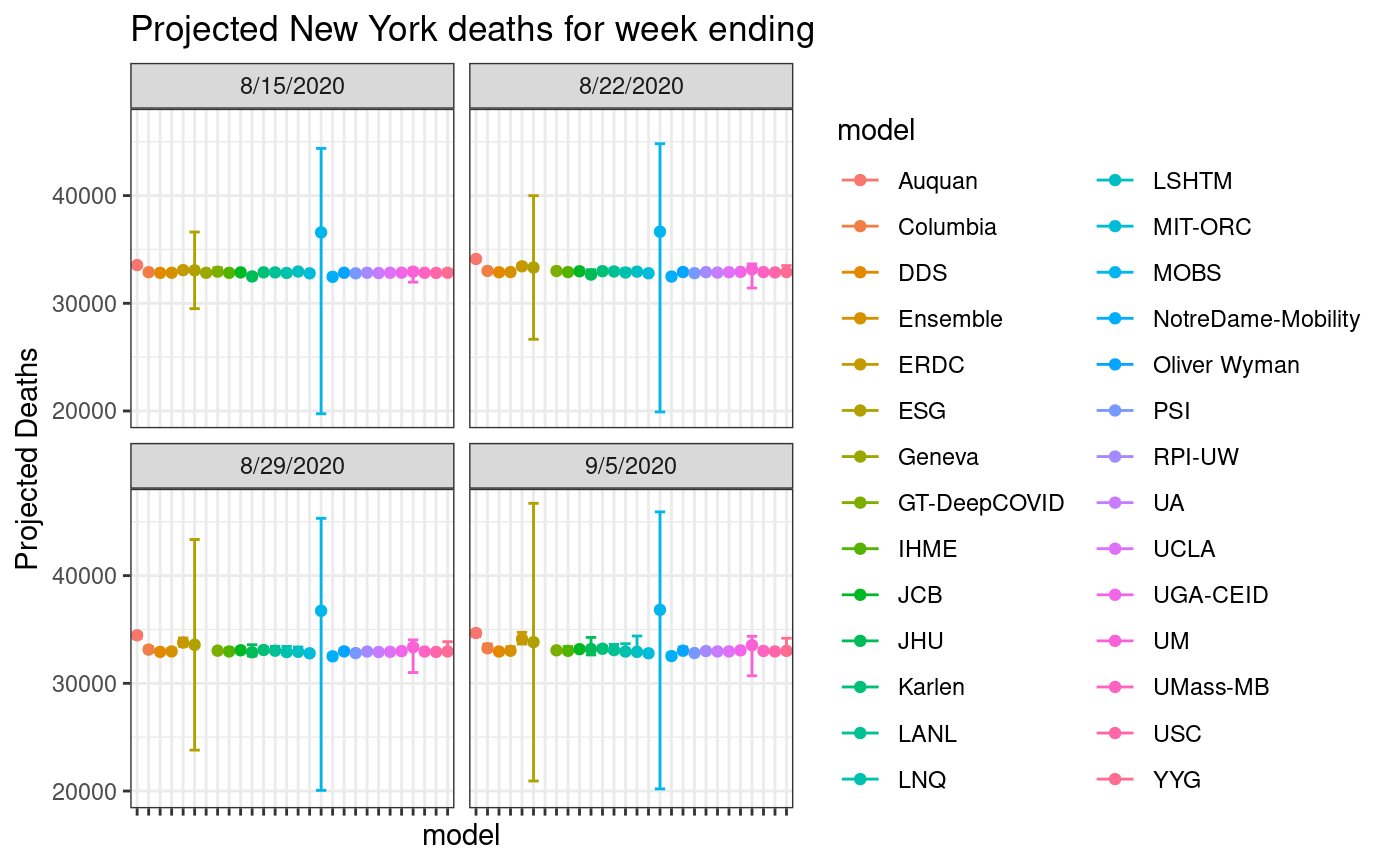 Projected New York deaths for week ending
8/15/2020
8/22/2020
40000
30000
20000
8/29/2020
9/5/2020
40000
30000
20000
Projected Deaths
model
model
Auquan
Columbia
DDS
Ensemble
ERDC
ESG
Geneva
GT-DeepCOVID
IHME
JCB
JHU
Karlen
LANL
LNQ
LSHTM
MIT-ORC
MOBS
NotreDame-Mobility
Oliver Wyman
PSI
RPI-UW
UA
UCLA
UGA-CEID
UM
UMass-MB
USC
YYG